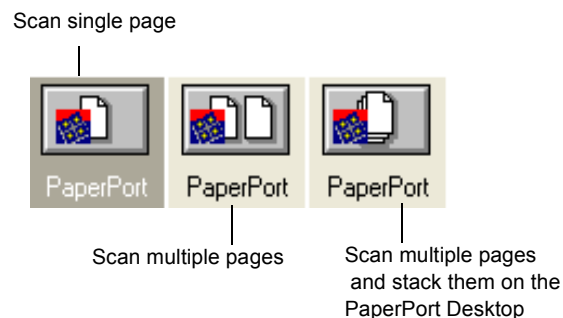 Scan single page
PaperPort PaperPort PaperPort
Scan multiple pages
Scan multiple pages
and stack them on the
PaperPort Desktop